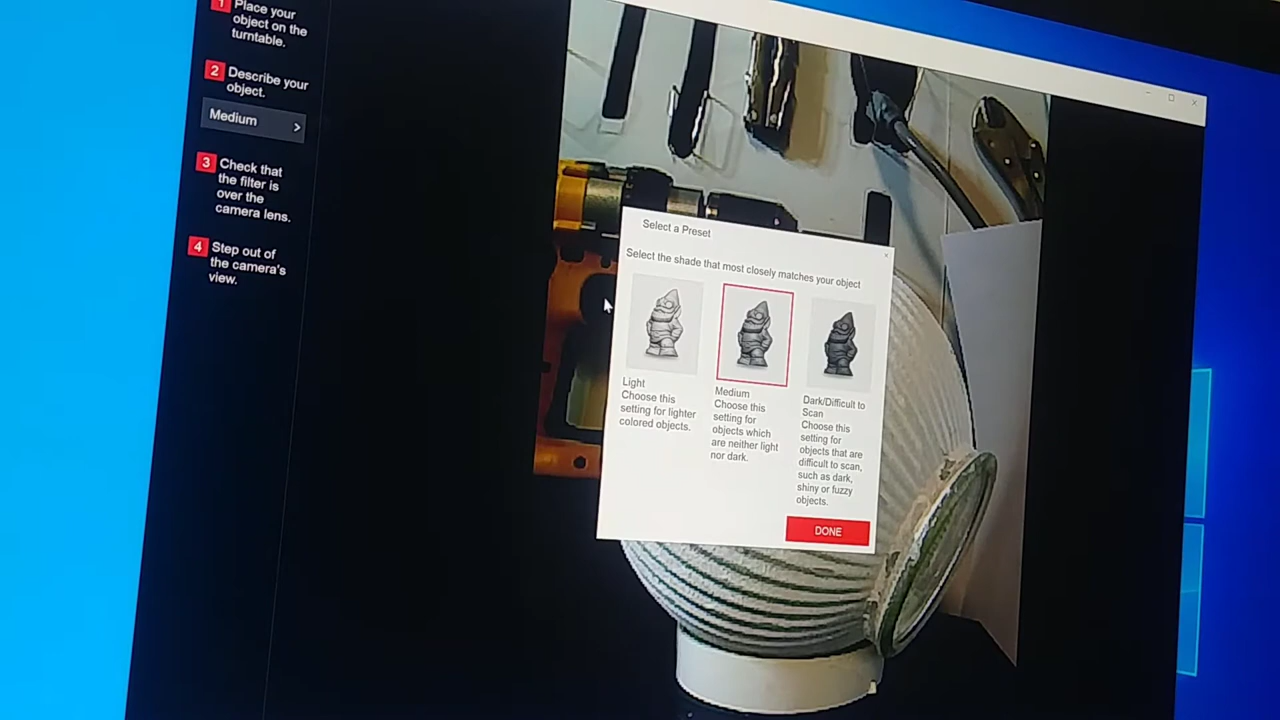 1 Place your
object on the
turntable.
2 Describe your
object.
Medium
3 Check that
the filter is
over the
camera lens.
4 Step out of
the camera's
view.
Select a Preset
Select the shade that most closely matches your object
Light
Choose this
setting for lighter
colored objects.
Medium
Choose this
setting for
objects which
are neither light
nor dark.
Dark/Difficult to
Scan
Choose this
setting for
objects that are
difficult to scan,
such as dark,
shiny or fuzzy
objects.
DONE